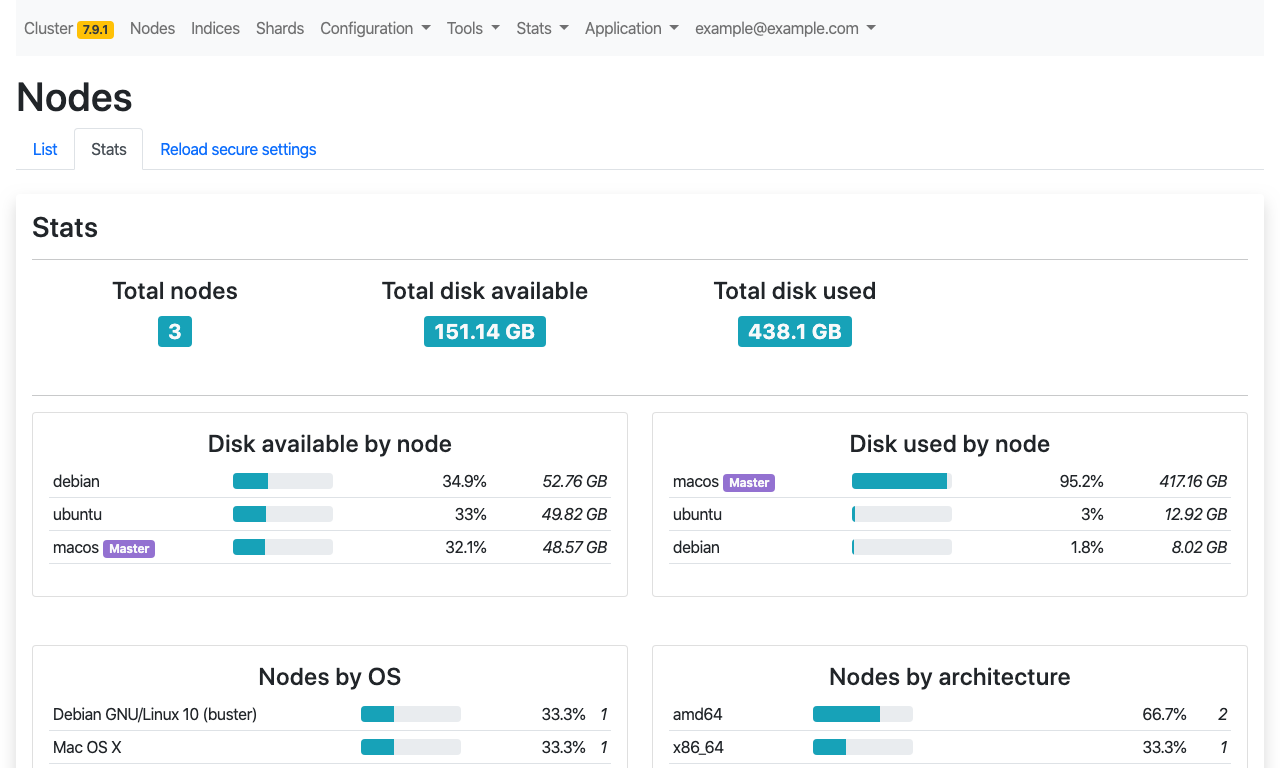 Cluster 7.9.1 Nodes Indices Shards Configuration Tools Stats Application example@example.com
Nodes
List Stats Reload secure settings
Stats
Total nodes Total disk available Total disk used
3 151.14 GB 438.1 GB
Disk available by node
debian 34.9% 52.76 GB
ubuntu 33% 49.82 GB
macos Master 32.1% 48.57 GB
Disk used by node
macos Master 95.2% 417.16 GB
ubuntu 3% 12.92 GB
debian 1.8% 8.02 GB
Nodes by OS
Debian GNU/Linux 10 (buster) 33.3% 1
Mac OS X 33.3% 1
Nodes by architecture
amd64 66.7% 2
x86_64 33.3% 1